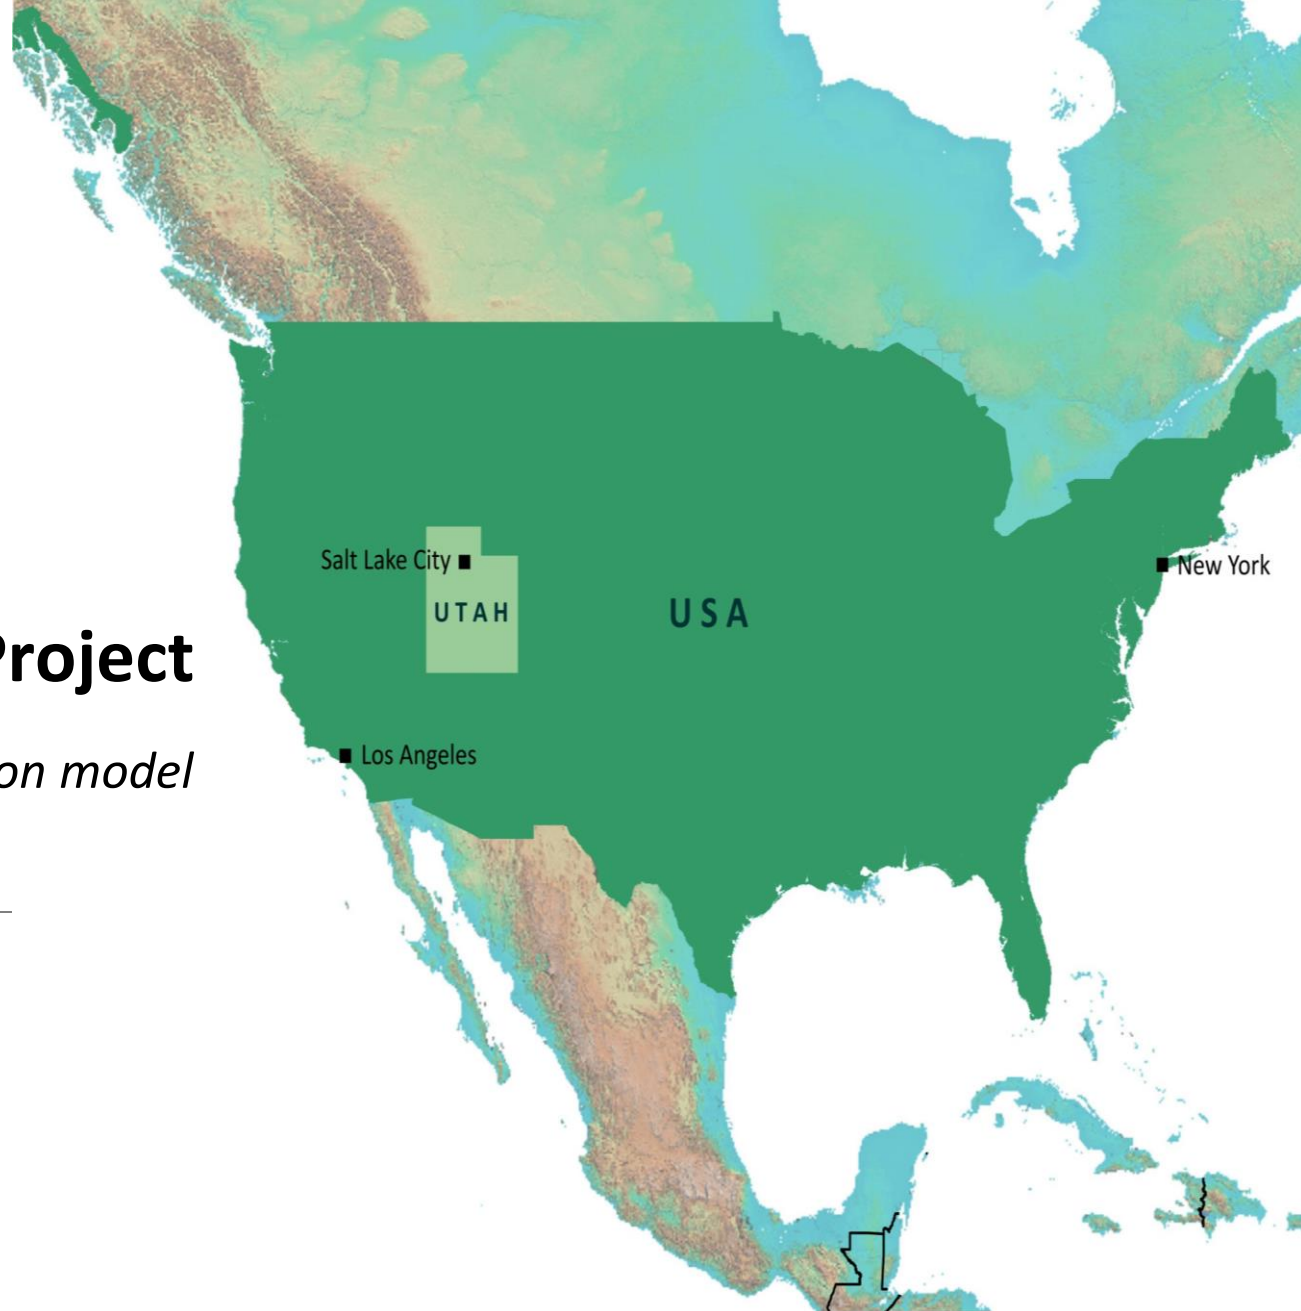 Salt Lake City
New York
UTAH
USA
Project
on model
Los Angeles